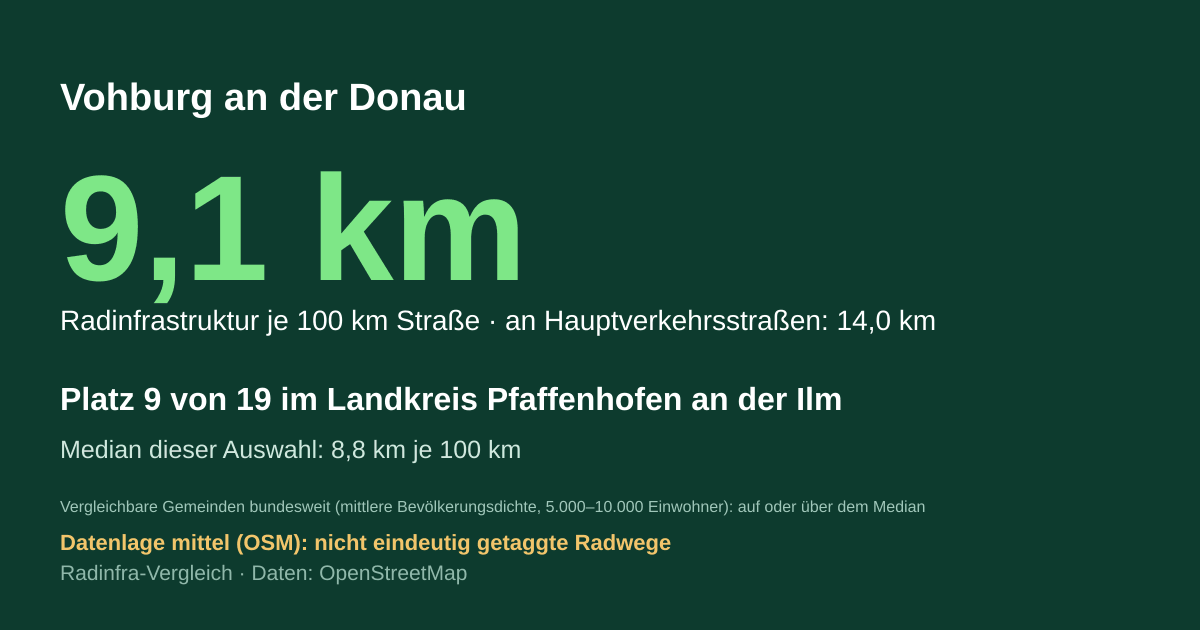 Vohburg an der Donau
9,1 km
Radinfrastruktur je 100 km Straße · an Hauptverkehrsstraßen: 14,0 km
Platz 9 von 19 im Landkreis Pfaffenhofen an der Ilm
Median dieser Auswahl: 8,8 km je 100 km
Vergleichbare Gemeinden bundesweit (mittlere Bevölkerungsdichte, 5.000–10.000 Einwohner): auf oder über dem Median
Datenlage mittel (OSM): nicht eindeutig getaggte Radwege
Radinfra-Vergleich · Daten: OpenStreetMap